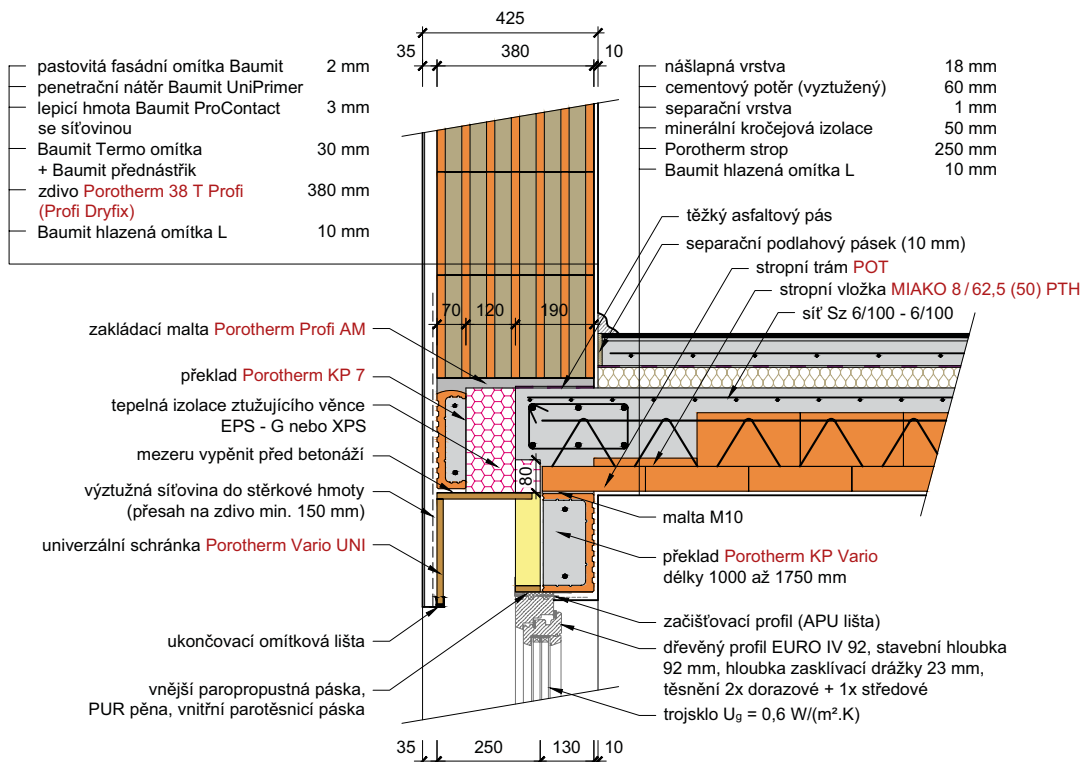 425
35 380 10
pastovitá fasádní omítka Baumit 2 mm
penetrační nátěr Baumit UniPrimer
lepicí hmota Baumit ProContact 3 mm
se síťovinou
Baumit Termo omítka 30 mm
+ Baumit přednástřik
zdivo Porotherm 38 T Profi 380 mm
(Profi Dryfix)
Baumit hlazená omítka L 10 mm
nášlapná vrstva 18 mm
cementový potěr (vyztužený) 60 mm
separační vrstva 1 mm
minerální kročejová izolace 50 mm
Porotherm strop 250 mm
Baumit hlazená omítka L 10 mm
těžký asfaltový pás
separační podlahový pásek (10 mm)
stropní trám POT
stropní vložka MIAKO 8/62,5 (50) PTH
síť Sz 6/100 - 6/100
70 120 190
zakládací malta Porotherm Profi AM
překlad Porotherm KP 7
tepelná izolace ztužujícího věnce
EPS - G nebo XPS
mezeru vypěnit před betonáží
výztužná síťovina do stěrkové hmoty
(přesah na zdivo min. 150 mm)
univerzální schránka Porotherm Vario UNI
ukončovací omítková lišta
vnější paropropustná páska,
PUR pěna, vnitřní parotěsnicí páska
80
malta M10
překlad Porotherm KP Vario
délky 1000 až 1750 mm
začišťovací profil (APU lišta)
dřevěný profil EURO IV 92, stavební hloubka
92 mm, hloubka zasklívací drážky 23 mm,
těsnění 2x dorazové + 1x středové
trojsklo Ug = 0,6 W/(m².K)
35 250 130 10